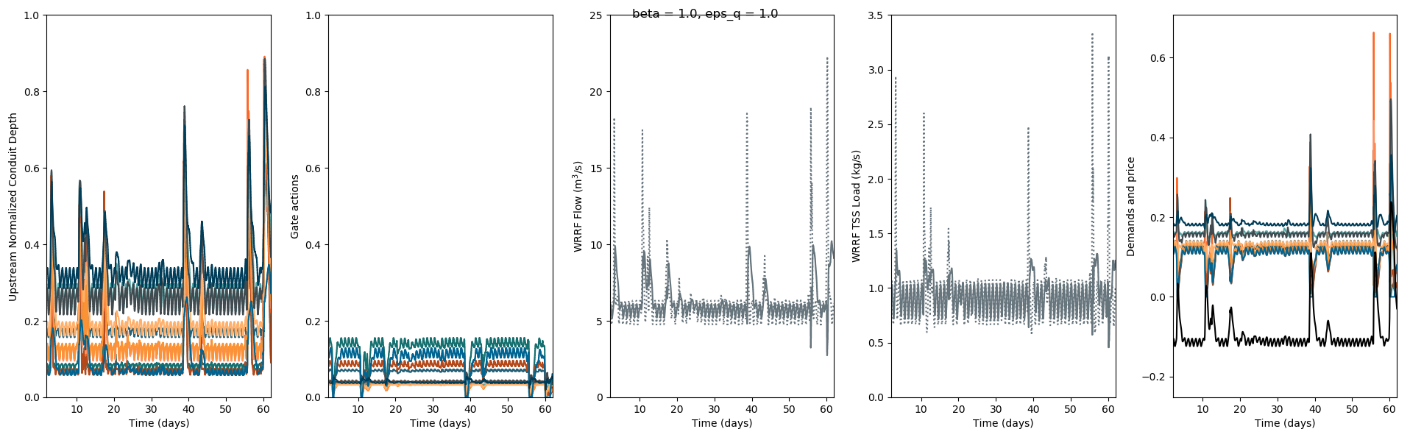 beta = 1.0, eps_q = 1.0
Upstream Normalized Conduit Depth
1.0
0.8
0.6
0.4
0.2
0.0
10 20 30 40 50 60
Time (days)
Gate actions
1.0
0.8
0.6
0.4
0.2
0.0
10 20 30 40 50 60
Time (days)
WRRF Flow (m³/s)
25
20
15
10
5
0
10 20 30 40 50 60
Time (days)
WRRF TSS Load (kg/s)
3.5
3.0
2.5
2.0
1.5
1.0
0.5
0.0
10 20 30 40 50 60
Time (days)
Demands and price
0.6
0.4
0.2
0.0
−0.2
10 20 30 40 50 60
Time (days)